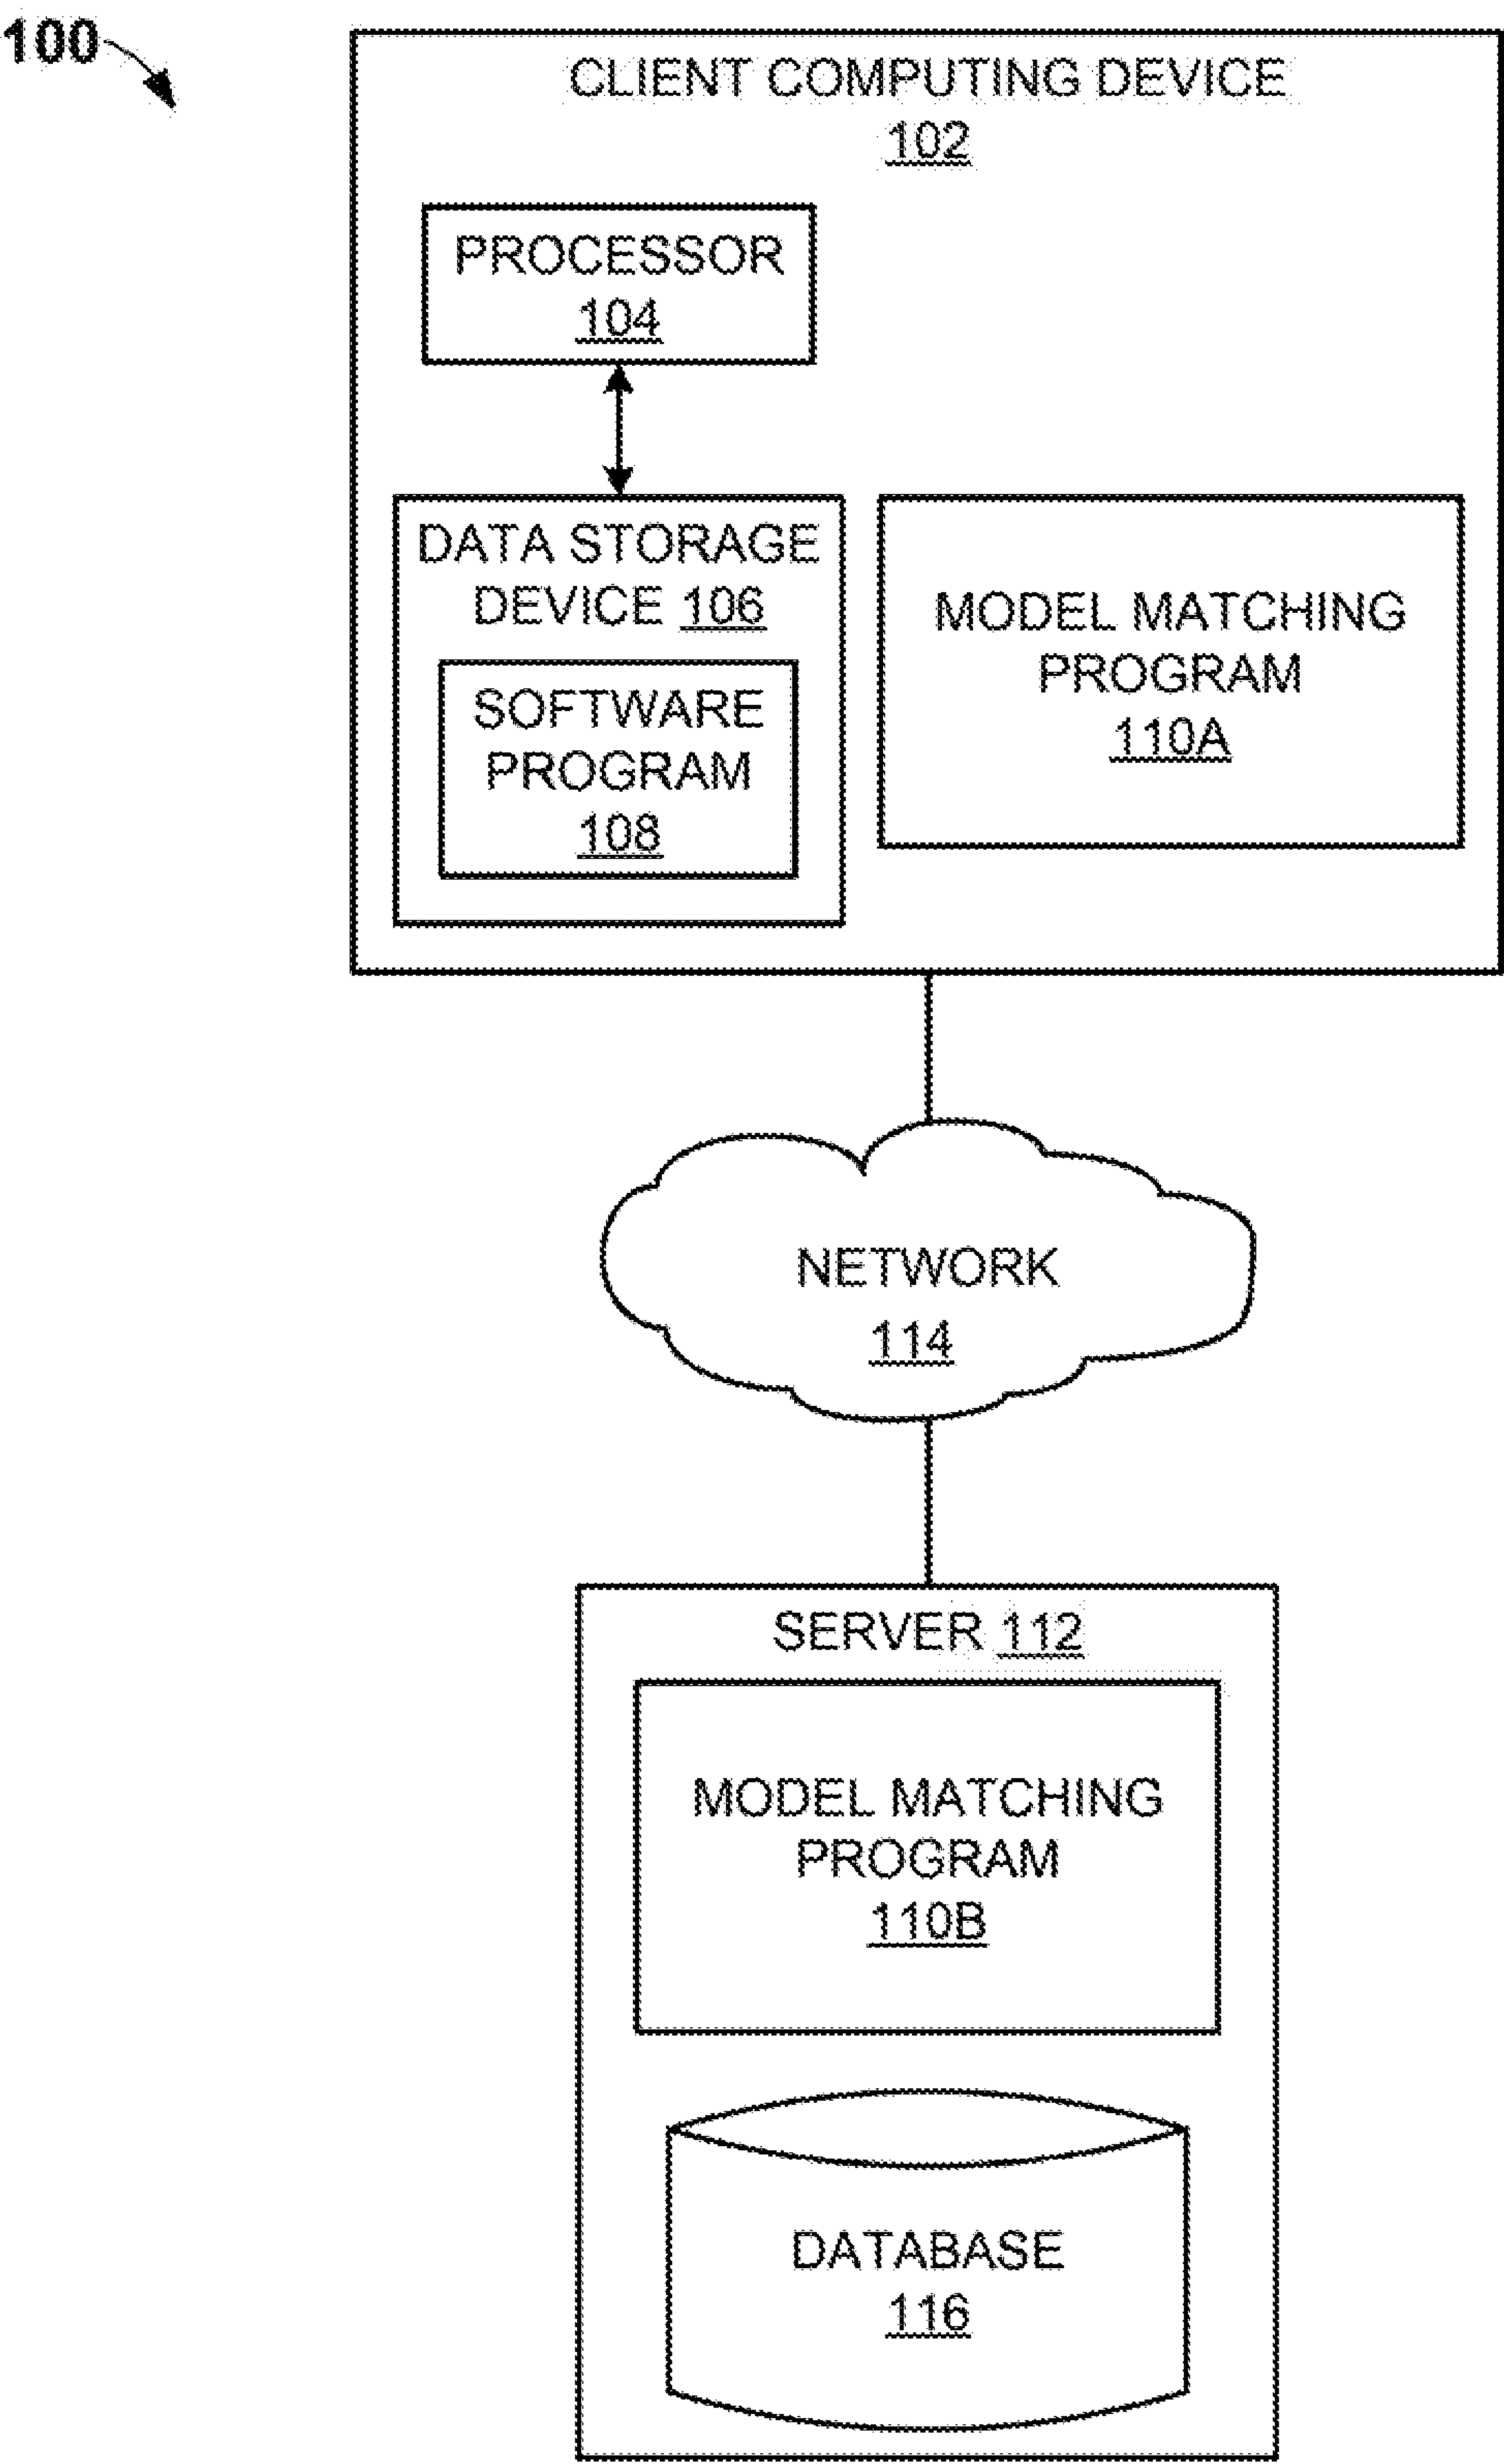 100
CLIENT COMPUTING DEVICE
102
PROCESSOR
104
DATA STORAGE
DEVICE 106
SOFTWARE
PROGRAM
108
MODEL MATCHING
PROGRAM
110A
NETWORK
114
SERVER 112
MODEL MATCHING
PROGRAM
110B
DATABASE
116